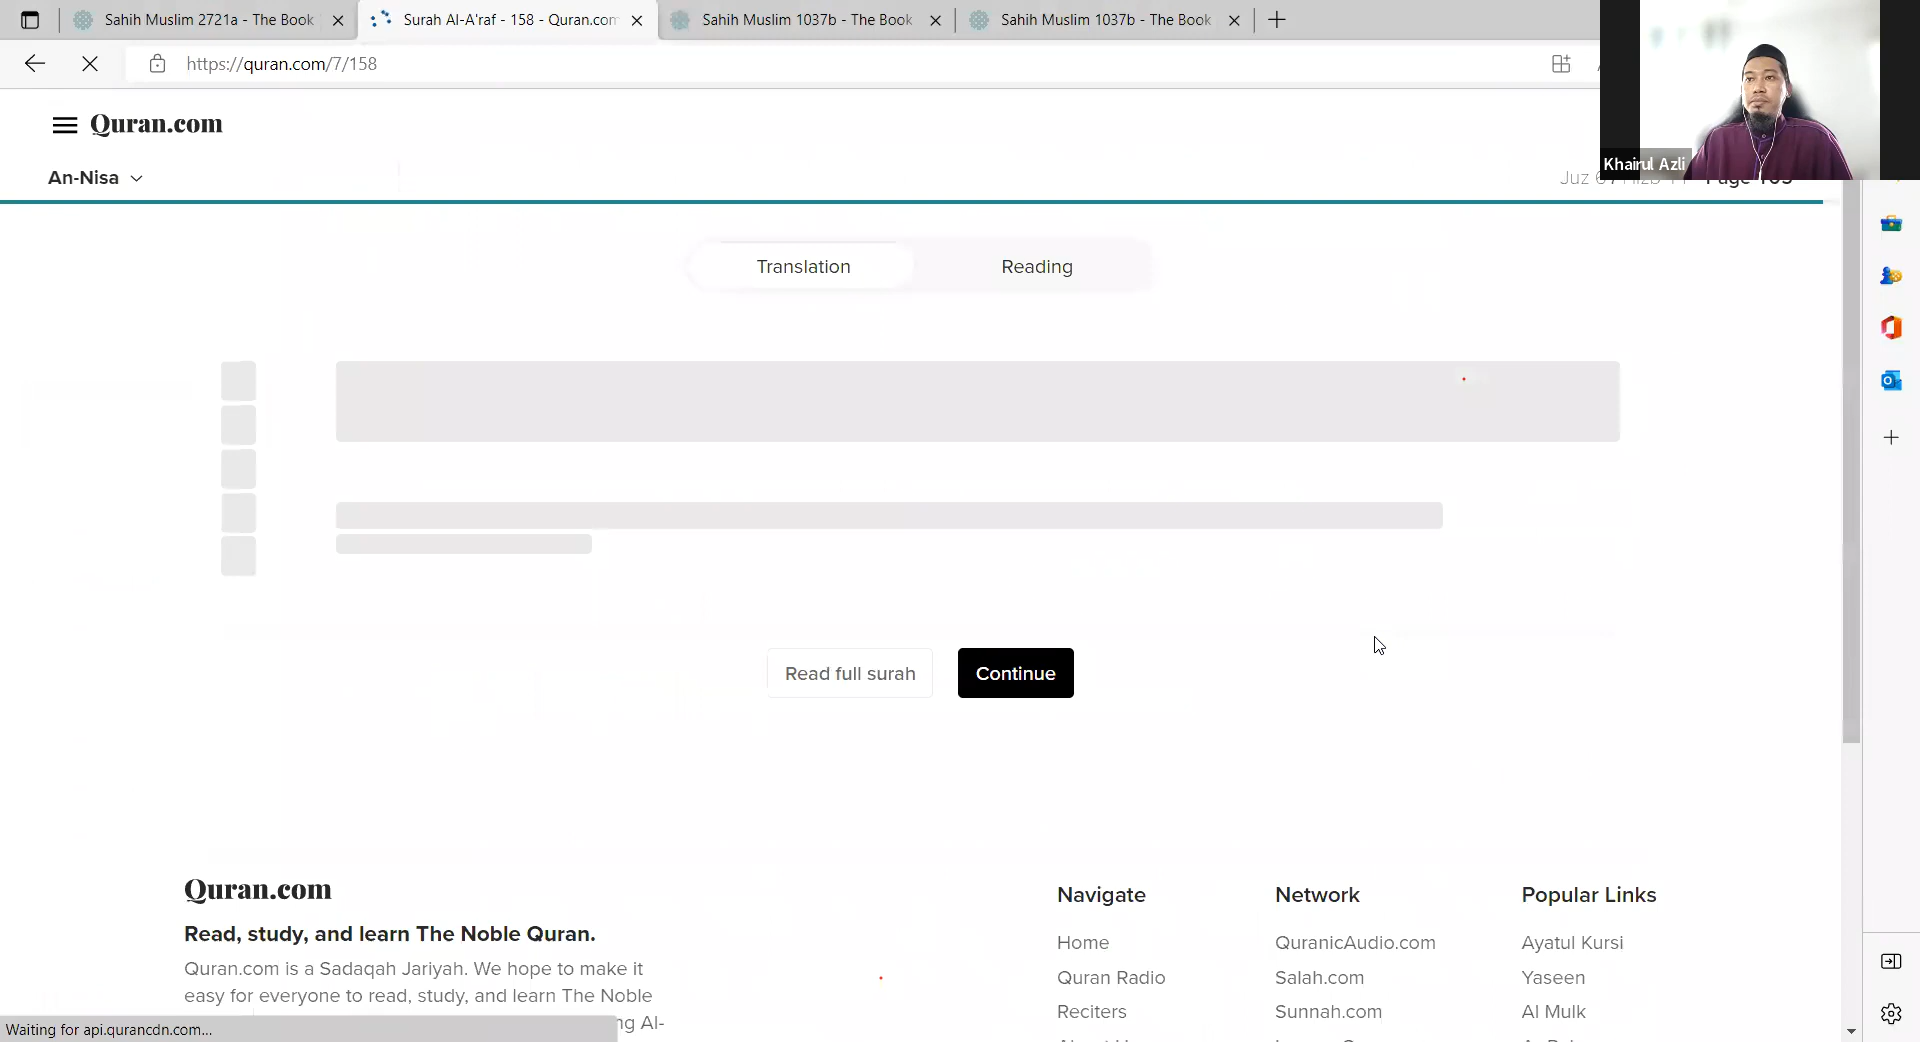 Sahih Muslim 2721a - The Book
Surah Al-A'raf - 158 - Quran.com
Sahih Muslim 1037b - The Book
Sahih Muslim 1037b - The Book
https://quran.com/7/158
Quran.com
Khairul Azli
An-Nisa
Juz
Page
Translation
Reading
Read full surah
Continue
Quran.com
Read, study, and learn The Noble Quran.
Quran.com is a Sadaqah Jariyah. We hope to make it
easy for everyone to read, study, and learn The Noble
ng Al-
Navigate
Home
Quran Radio
Reciters
Network
QuranicAudio.com
Salah.com
Sunnah.com
Popular Links
Ayatul Kursi
Yaseen
Al Mulk
Waiting for api.qurancdn.com...